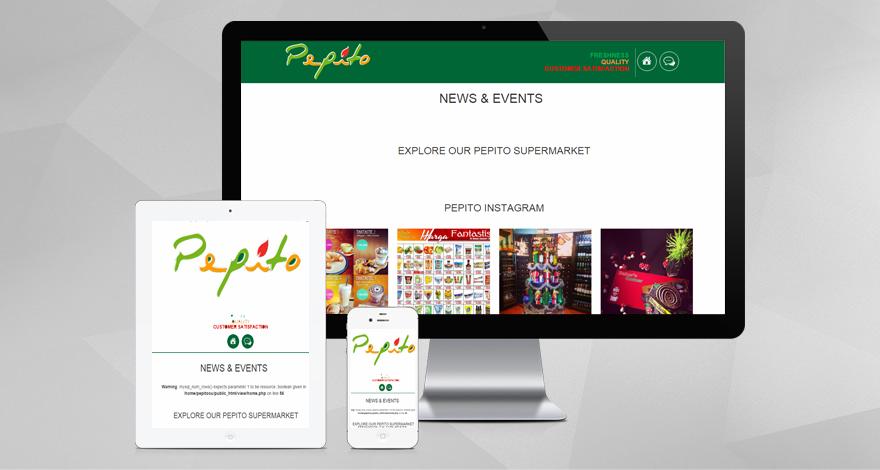 Pepito
FRESHNESS
QUALITY
CUSTOMER SATISFACTION
NEWS & EVENTS
EXPLORE OUR PEPITO SUPERMARKET
PEPITO INSTAGRAM
Harga Fantastis
Pepito
QUALITY
CUSTOMER SATISFACTION
NEWS & EVENTS
Warning: mysql_num_rows() expects parameter 1 to be resource, boolean given in
/home/pepitosu/public_html/view/home.php on line 56
EXPLORE OUR PEPITO SUPERMARKET
Pepito
CUSTOMER SATISFACTION
NEWS & EVENTS
EXPLORE OUR PEPITO SUPERMARKET